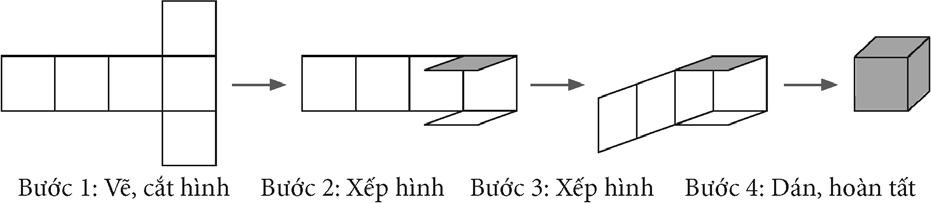 Bước 1: Vẽ, cắt hình Bước 2: Xếp hình Bước 3: Xếp hình Bước 4: Dán, hoàn tất